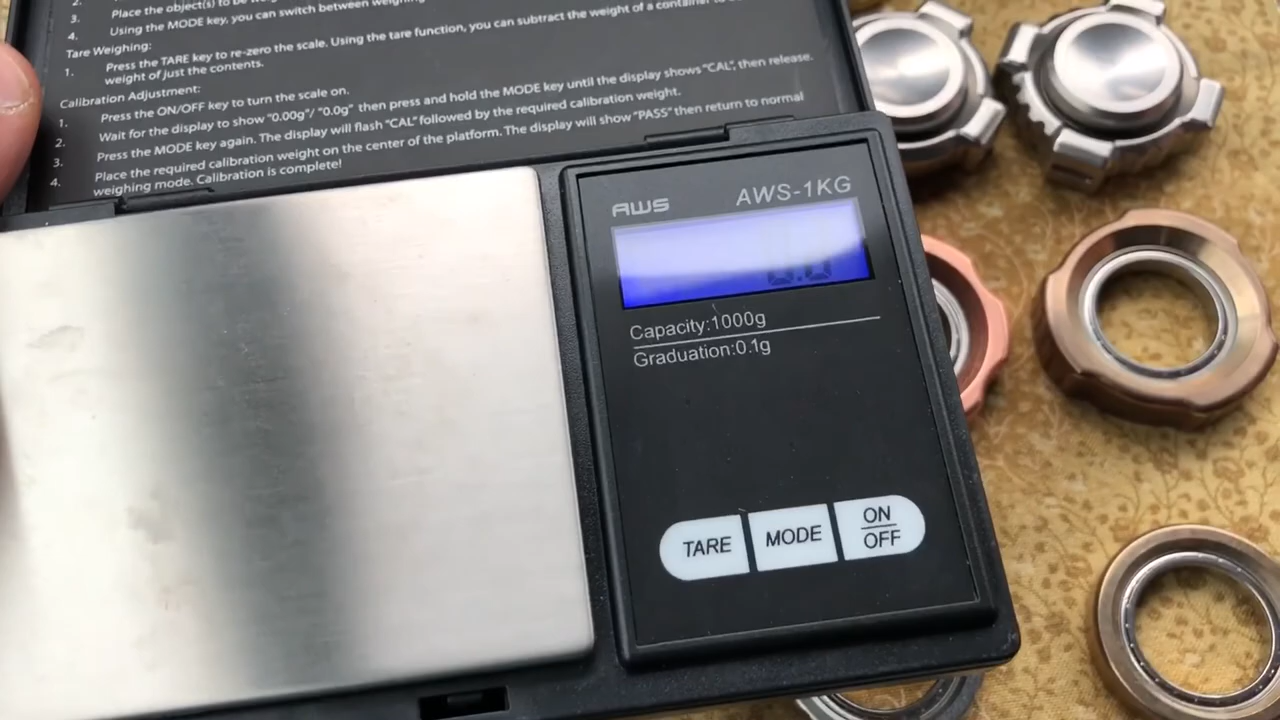 2.
3. Place the object(s) to be
4. Using the MODE key, you can switch between weighing
Tare Weighing:
1. Press the TARE key to re-zero the scale. Using the tare function, you can subtract the weight of a container to
weight of just the contents.
Calibration Adjustment:
1. Press the ON/OFF key to turn the scale on.
2. Wait for the display to show "0.00g"/ "0.0g" then press and hold the MODE key until the display shows "CAL", then release.
3. Press the MODE key again. The display will flash "CAL" followed by the required calibration weight.
4. Place the required calibration weight on the center of the platform. The display will show "PASS" then return to normal
weighing mode. Calibration is complete!
AWS AWS-1KG
0.0
Capacity:1000g
Graduation:0.1g
TARE MODE ON
OFF